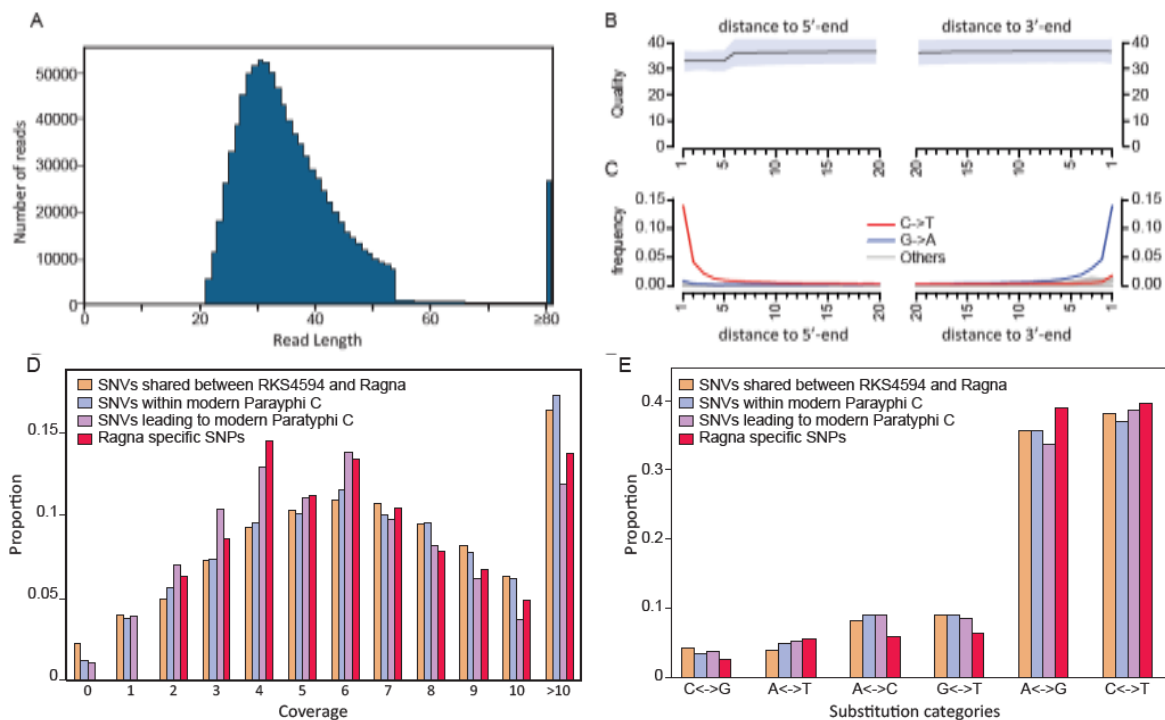 A
50000
40000
30000
20000
10000
0
Number of reads
0
20
40
60
≥80
Read Length
B
distance to 5'-end
distance to 3'-end
40
30
20
10
0
Quality
40
30
20
10
0
1
5
10
15
20
20
10
5
1
C
0.15
0.10
0.05
0.00
frequency
C->T
G->A
Others
0.15
0.10
0.05
0.00
1
5
10
15
20
20
10
5
1
distance to 5'-end
distance to 3'-end
D
SNVs shared between RKS4594 and Ragna
SNVs within modern Parayphi C
SNVs leading to modern Paratyphi C
Ragna specific SNPs
0.15
0.1
0.05
0
Proportion
0
1
2
3
4
5
6
7
8
9
10
>10
Coverage
E
SNVs shared between RKS4594 and Ragna
SNVs within modern Parayphi C
SNVs leading to modern Paratyphi C
Ragna specific SNPs
0.4
0.3
0.2
0.1
0
Proportion
C<->G
A<->T
A<->C
G<->T
A<->G
C<->T
Substitution categories